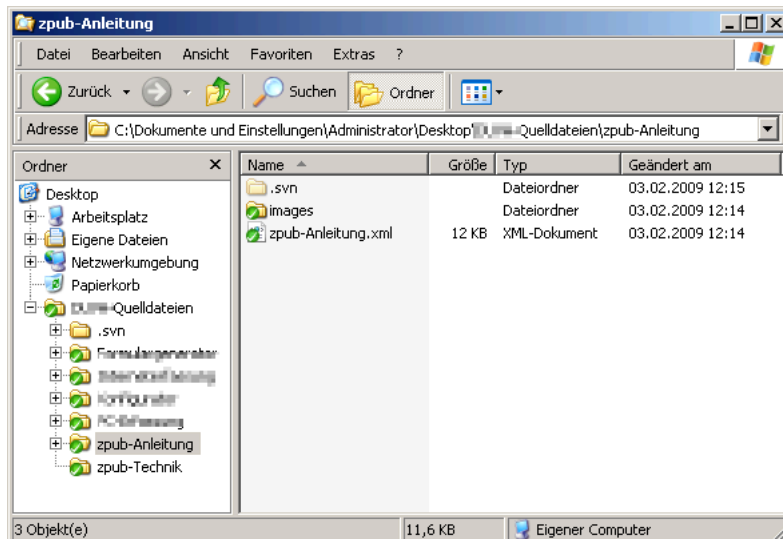 zpub-Anleitung
Datei Bearbeiten Ansicht Favoriten Extras ?
Zurück Suchen Ordner
Adresse C:\Dokumente und Einstellungen\Administrator\Desktop\ -Quelldateien\zpub-Anleitung
Ordner
Desktop
Arbeitsplatz
Eigene Dateien
Netzwerkumgebung
Papierkorb
-Quelldateien
.svn
zpub-Anleitung
zpub-Technik
Name Größe Typ Geändert am
.svn Dateiordner 03.02.2009 12:15
images Dateiordner 03.02.2009 12:14
zpub-Anleitung.xml 12 KB XML-Dokument 03.02.2009 12:14
3 Objekt(e) 11,6 KB Eigener Computer